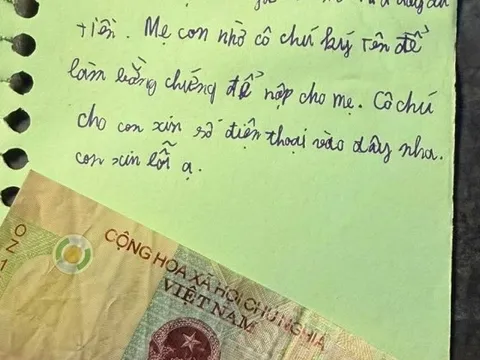 tiền. Mẹ con nhờ cô chú ký tên để
làm bằng chứng để nộp cho mẹ. Cô chú
cho con xin số điện thoại vào đây nha.
con xin lỗi ạ.
OZ1
CỘNG HÒA XÃ HỘI CHỦ NGHĨA
VIỆT NAM